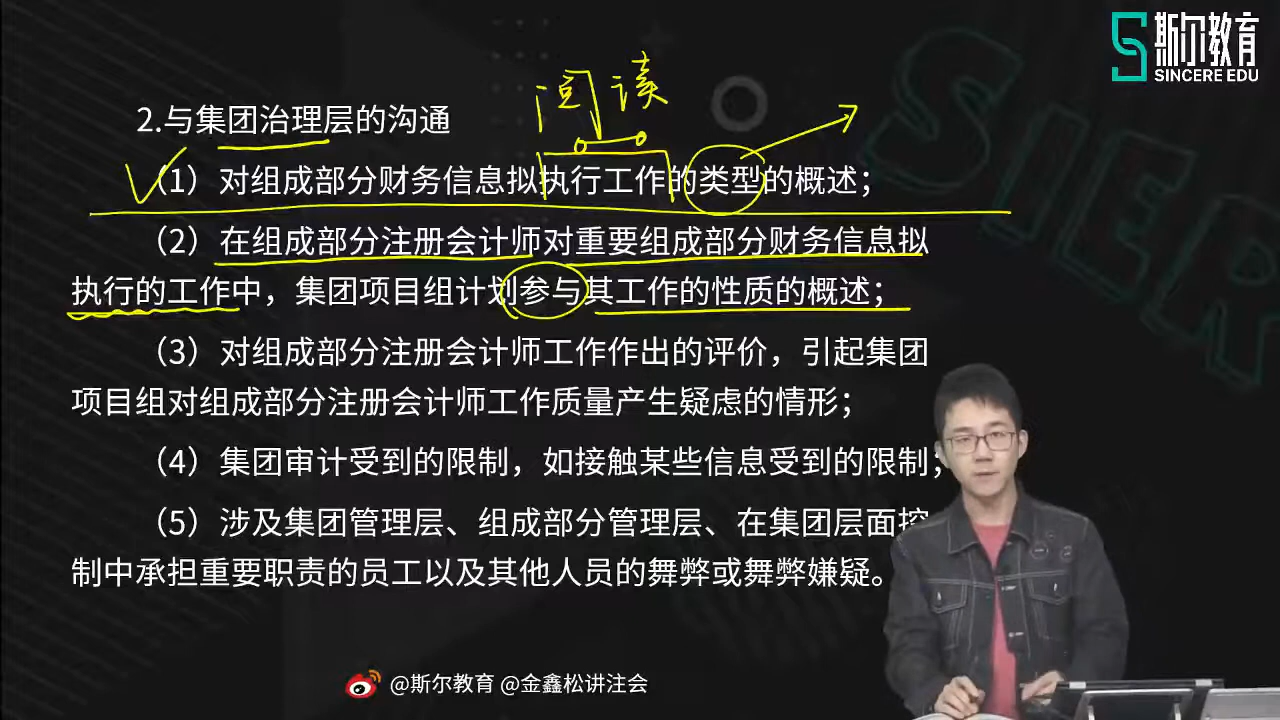 斯尔教育
SINCERE EDU
阅读
2.与集团治理层的沟通
（1）对组成部分财务信息拟执行工作的类型的概述；
（2）在组成部分注册会计师对重要组成部分财务信息拟
执行的工作中，集团项目组计划参与其工作的性质的概述；
（3）对组成部分注册会计师工作作出的评价，引起集团
项目组对组成部分注册会计师工作质量产生疑虑的情形；
（4）集团审计受到的限制，如接触某些信息受到的限制；
（5）涉及集团管理层、组成部分管理层、在集团层面控
制中承担重要职责的员工以及其他人员的舞弊或舞弊嫌疑。
@斯尔教育 @金鑫松讲注会